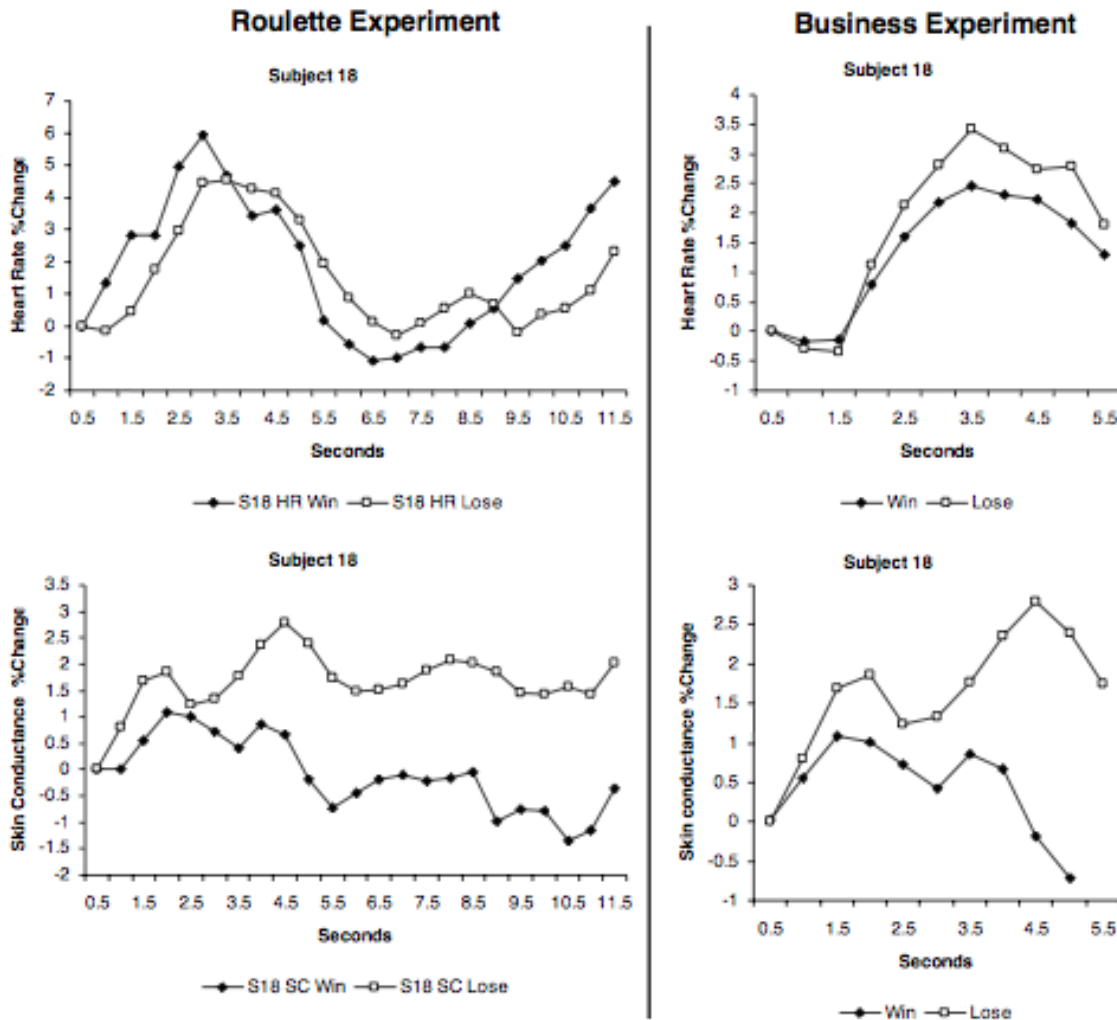 Roulette Experiment
Subject 18
7
6
5
4
3
2
1
0
-1
-2
Heart Rate %Change
0.5 1.5 2.5 3.5 4.5 5.5 6.5 7.5 8.5 9.5 10.5 11.5
Seconds
S18 HR Win S18 HR Lose
Subject 18
3.5
3
2.5
2
1.5
1
0.5
0
-0.5
-1
-1.5
-2
Skin Conductance %Change
0.5 1.5 2.5 3.5 4.5 5.5 6.5 7.5 8.5 9.5 10.5 11.5
Seconds
S18 SC Win S18 SC Lose
Business Experiment
Subject 18
4
3.5
3
2.5
2
1.5
1
0.5
0
-0.5
-1
Heart Rate %Change
0.5 1.5 2.5 3.5 4.5 5.5
Seconds
Win Lose
Subject 18
3
2.5
2
1.5
1
0.5
0
-0.5
-1
Skin conductance %Change
0.5 1.5 2.5 3.5 4.5 5.5
Seconds
Win Lose